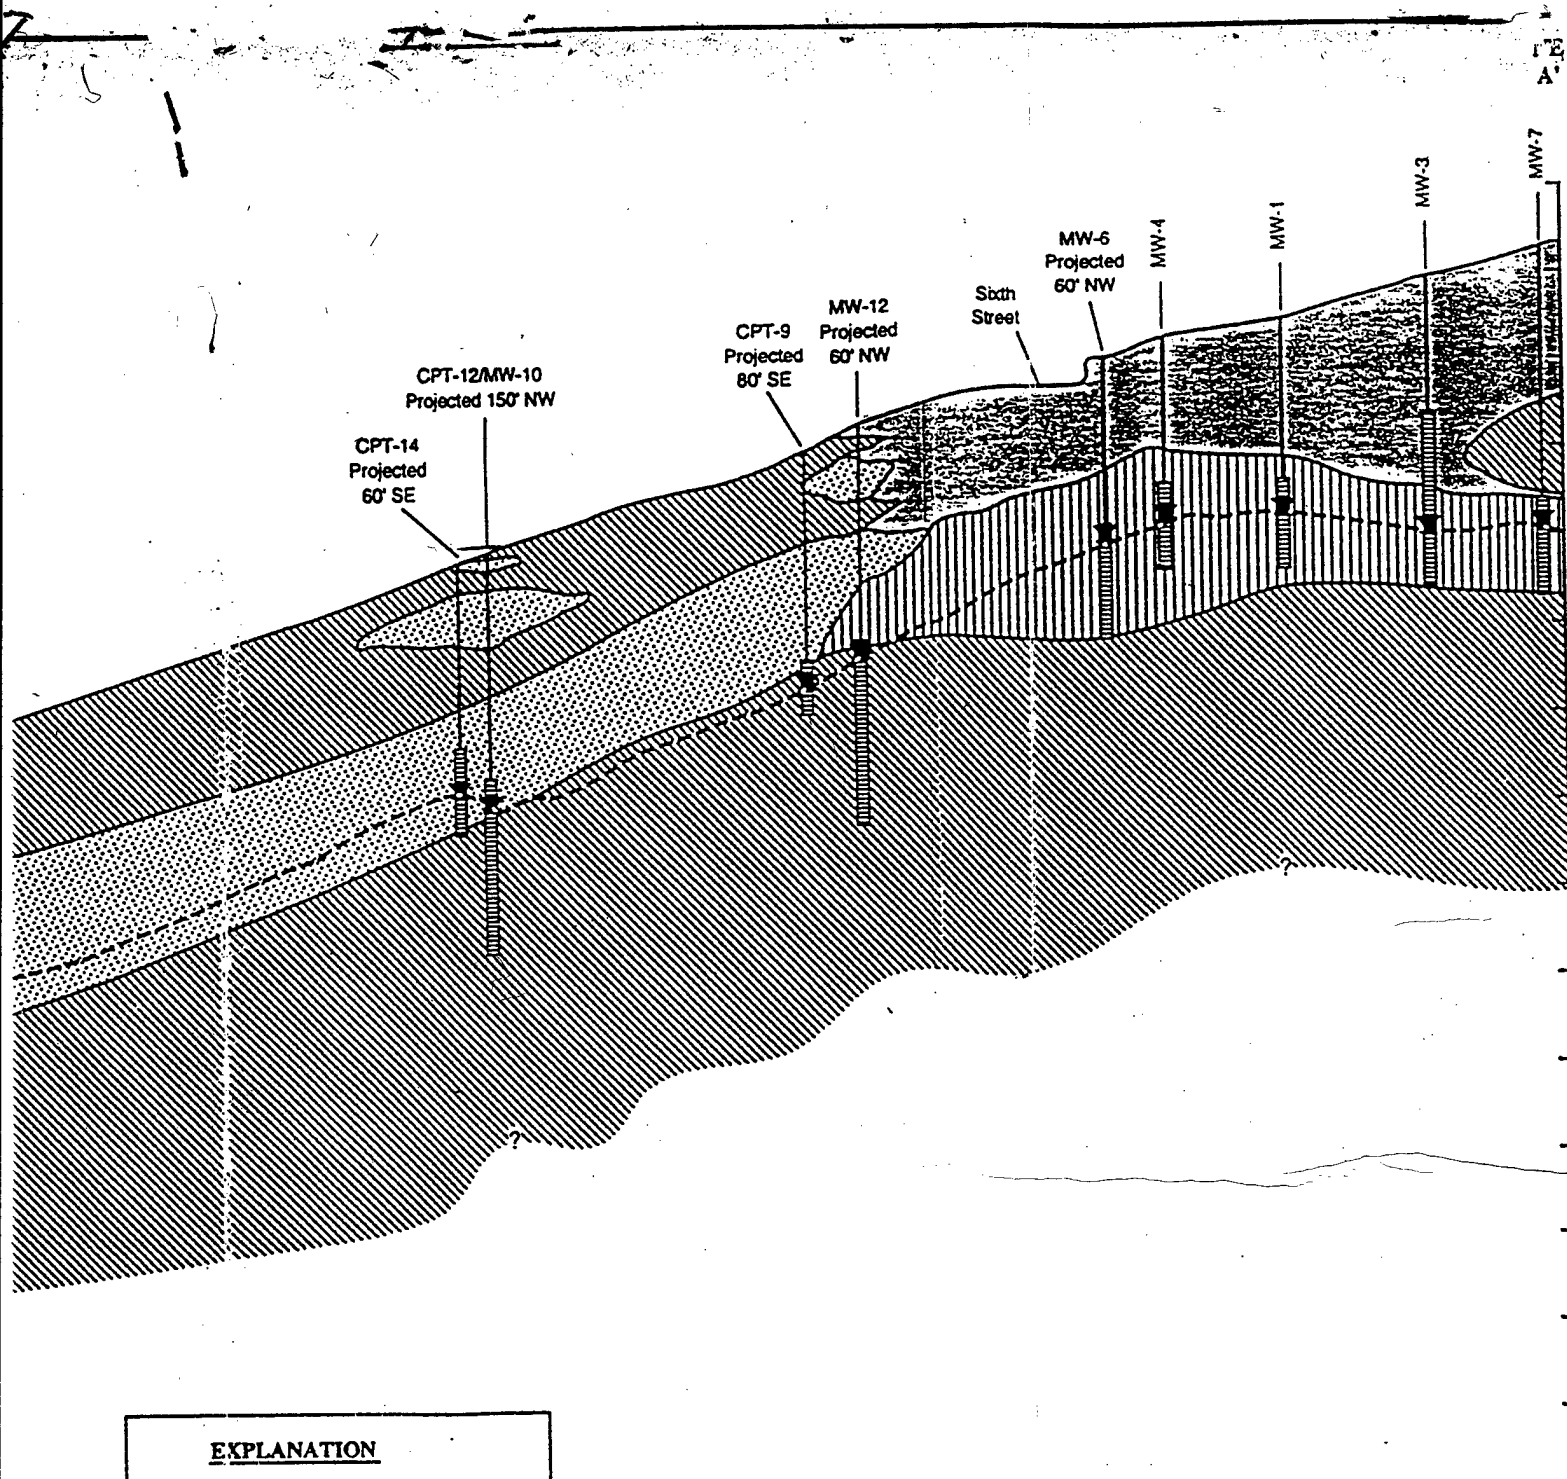 A'
MW-7
MW-3
MW-1
MW-4
MW-6
Projected
60' NW
Sixth
Street
MW-12
Projected
60' NW
CPT-9
Projected
80' SE
CPT-12/MW-10
Projected 150' NW
CPT-14
Projected
60' SE
?
?
EXPLANATION